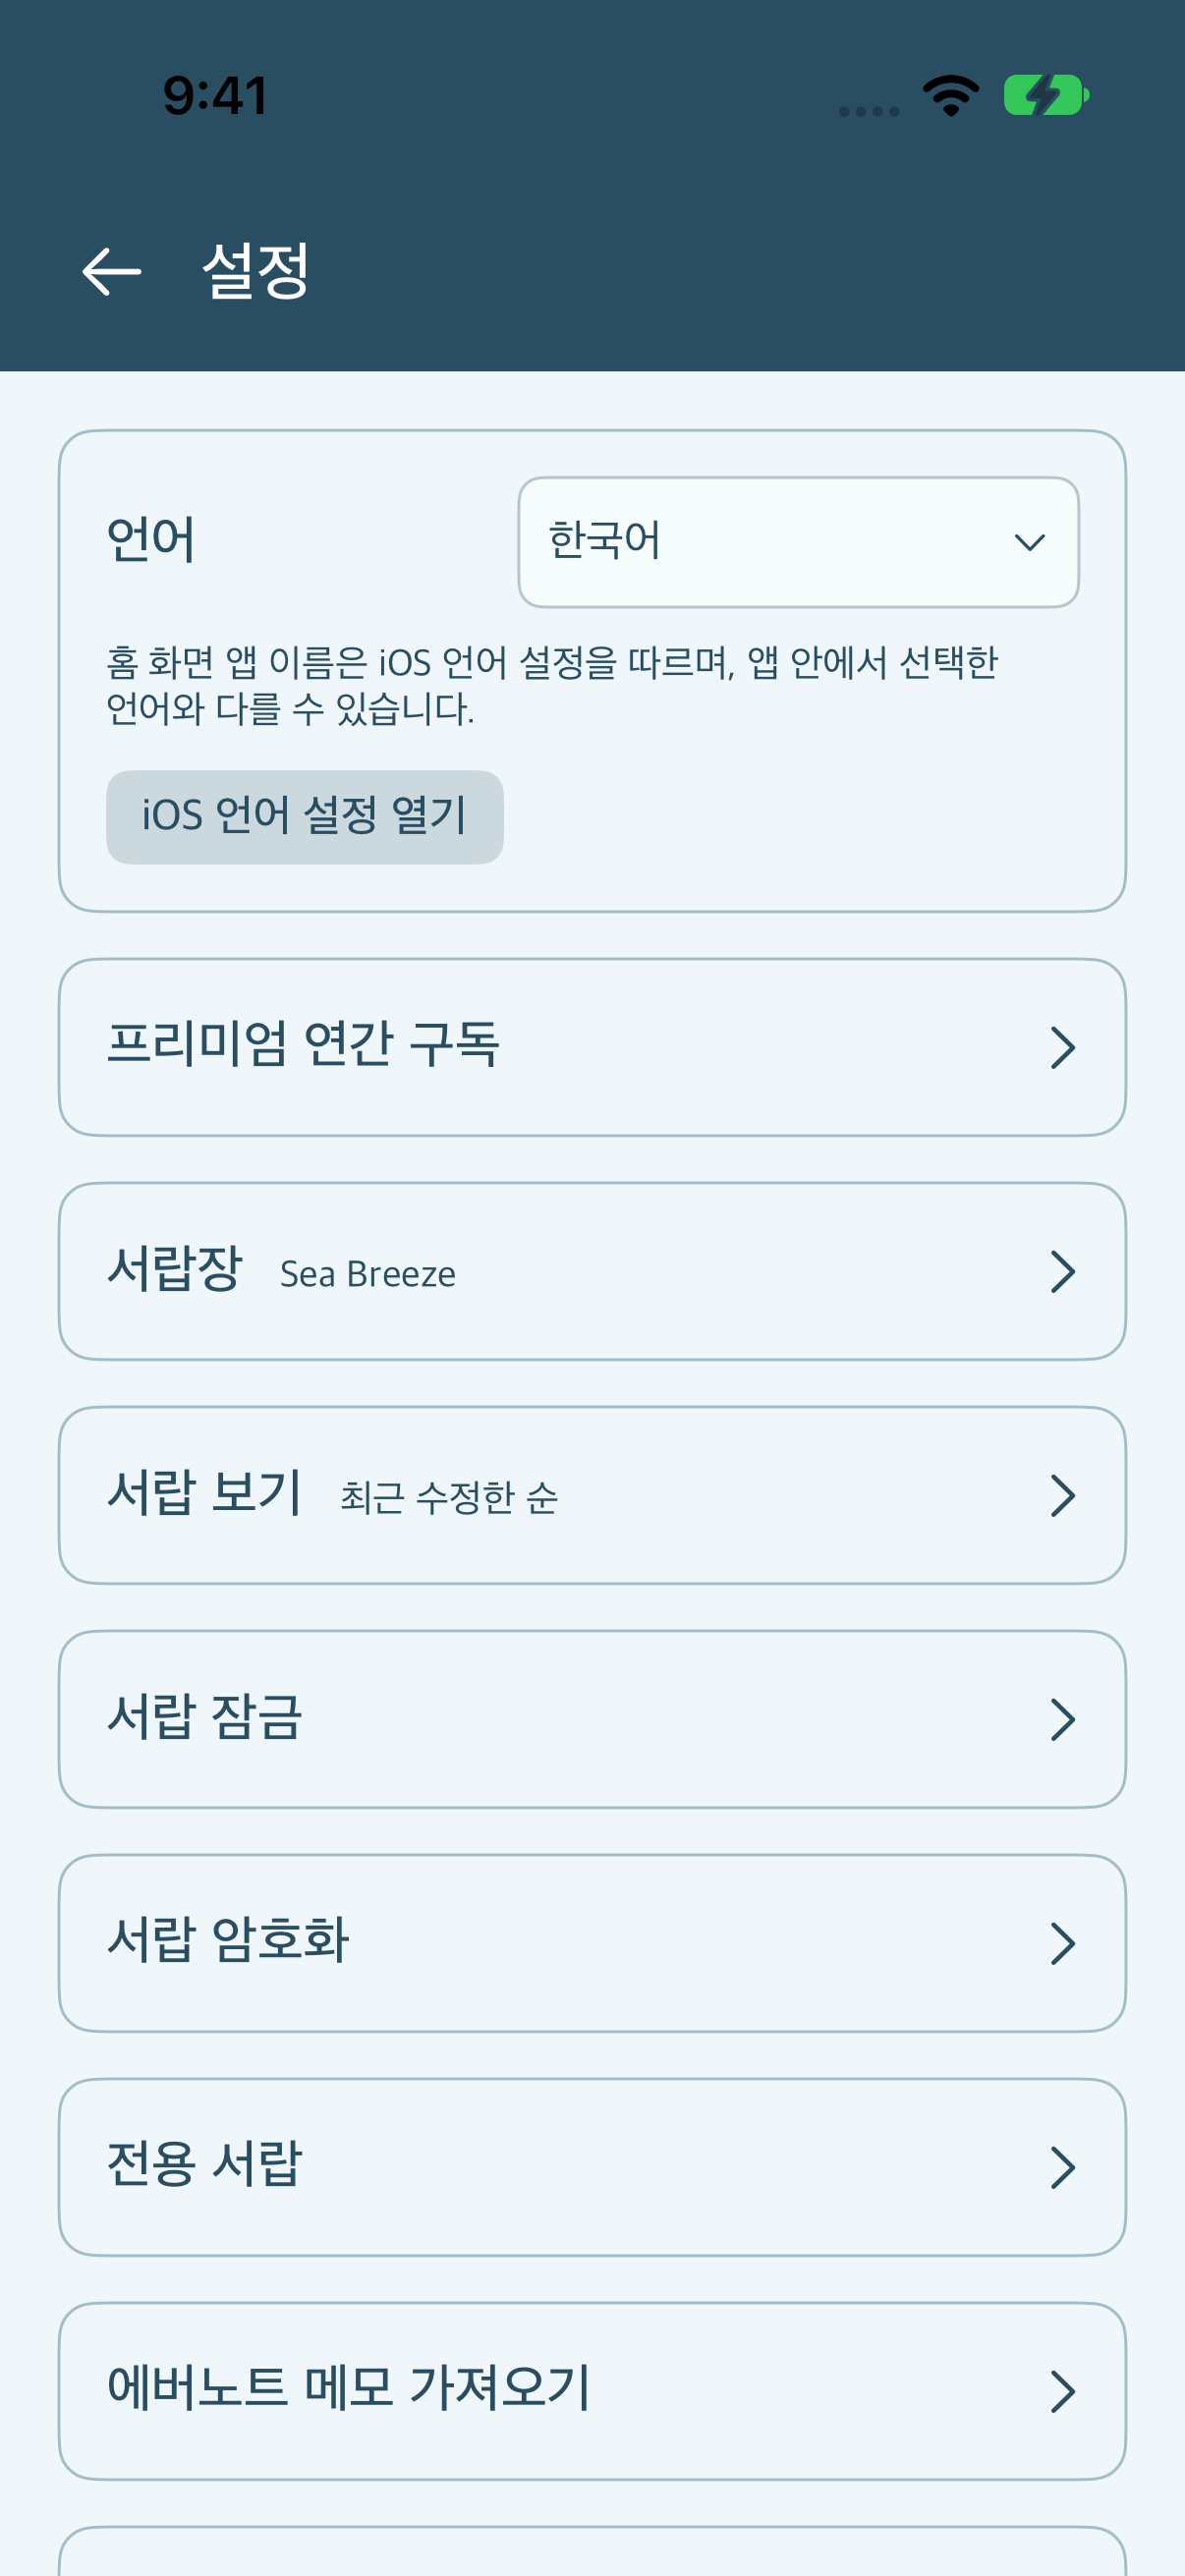 9:41
설정
언어
한국어
홈 화면 앱 이름은 iOS 언어 설정을 따르며, 앱 안에서 선택한
언어와 다를 수 있습니다.
iOS 언어 설정 열기
프리미엄 연간 구독
서랍장 Sea Breeze
서랍 보기 최근 수정한 순
서랍 잠금
서랍 암호화
전용 서랍
에버노트 메모 가져오기